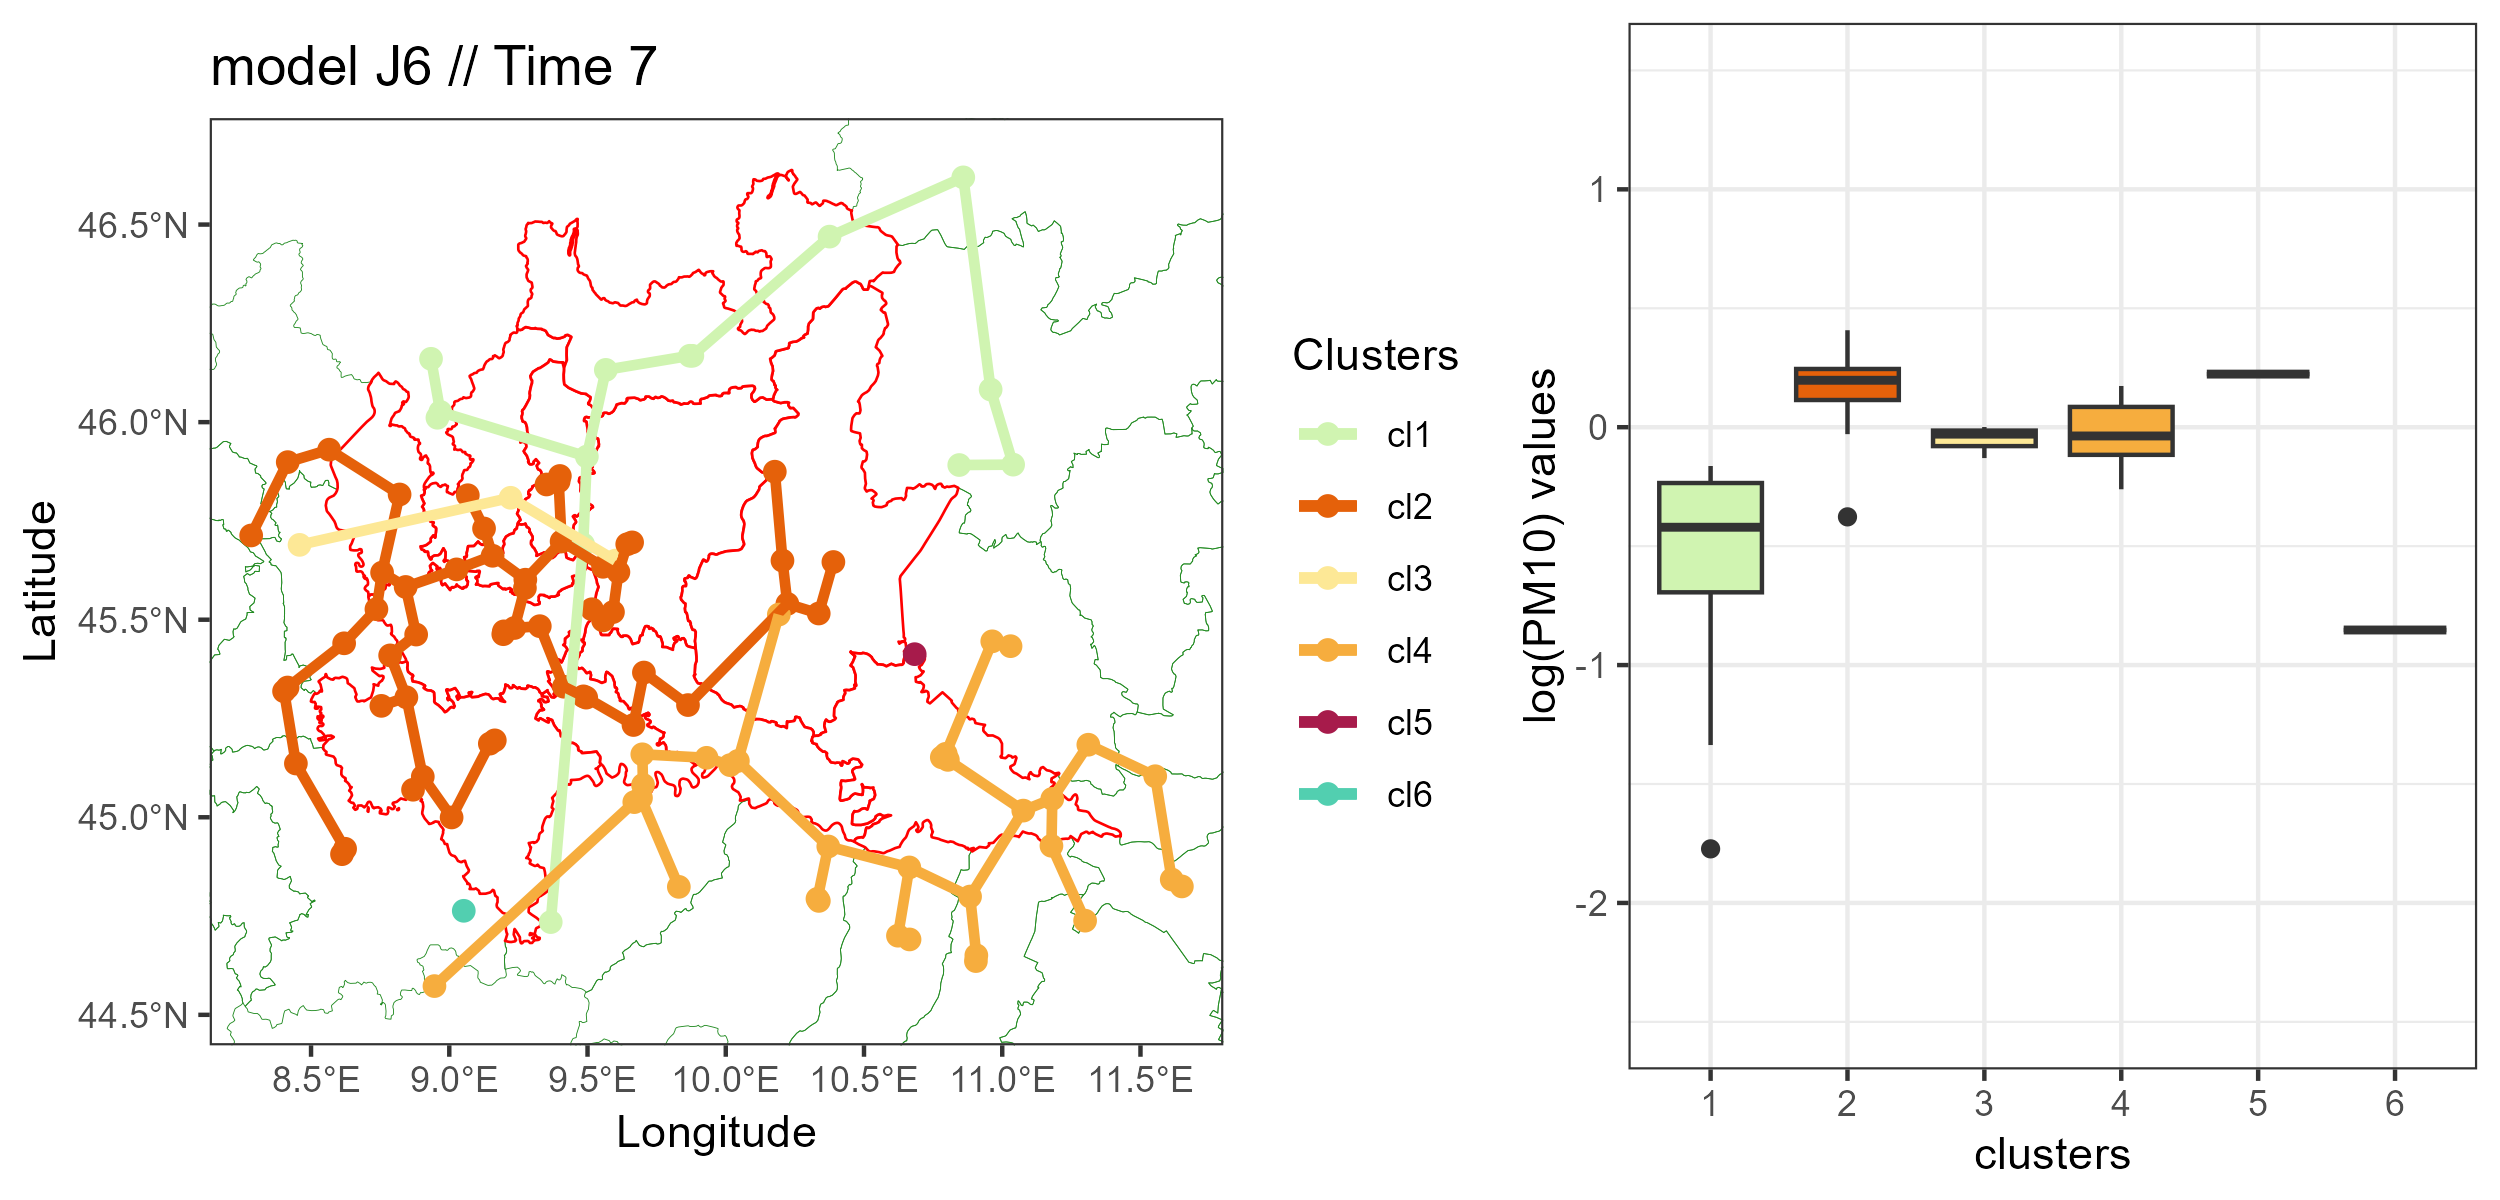 model J6 // Time 7
46.5°N
46.0°N
45.5°N
45.0°N
44.5°N
Latitude
8.5°E 9.0°E 9.5°E 10.0°E 10.5°E 11.0°E 11.5°E
Longitude
Clusters
cl1
cl2
cl3
cl4
cl5
cl6
1
0
-1
-2
log(PM10) values
1 2 3 4 5 6
clusters